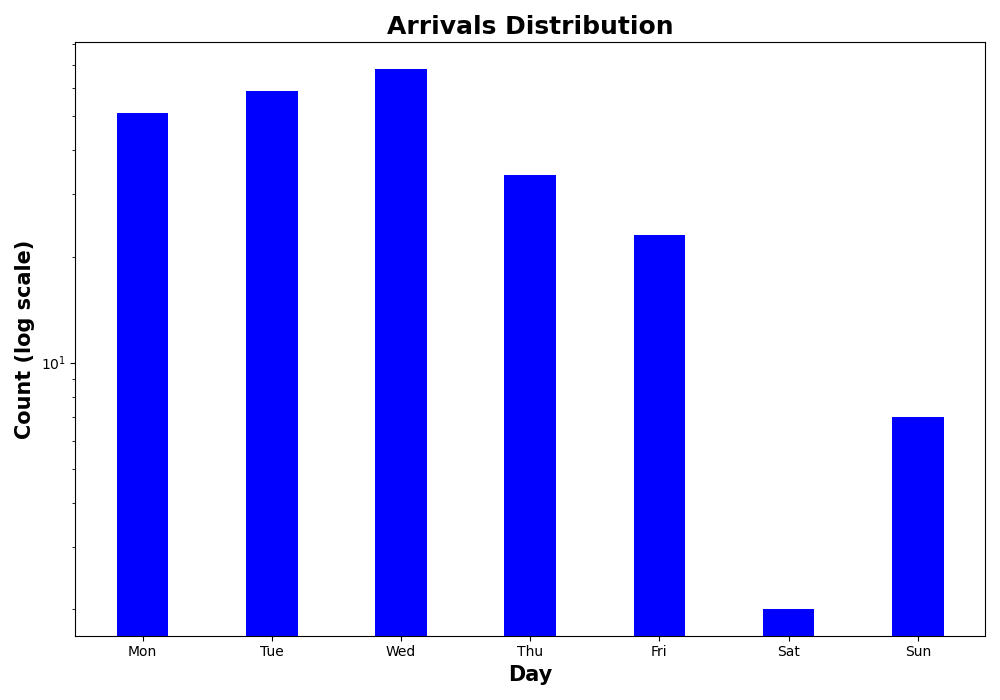 Arrivals Distribution
Count (log scale)
10¹
Mon Tue Wed Thu Fri Sat Sun
Day